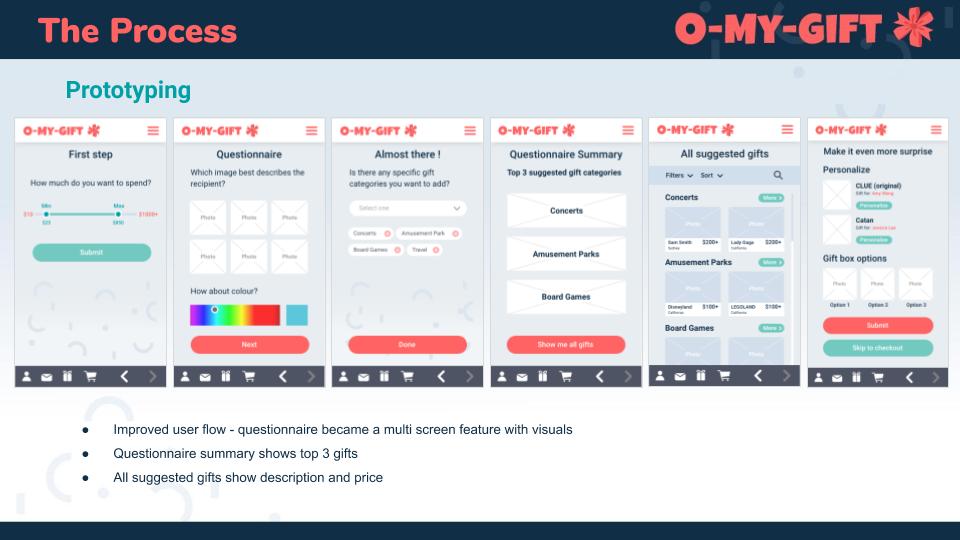 The Process
O-MY-GIFT
Prototyping
O-MY-GIFT
First step
How much do you want to spend?
Min
Max
$10
$1000+
$25
$850
Submit
O-MY-GIFT
Questionnaire
Which image best describes the
recipient?
Photo Photo Photo
Photo Photo Photo
How about colour?
Next
O-MY-GIFT
Almost there !
Is there any specific gift
categories you want to add?
Select one
Concerts Amusement Park
Board Games Travel
Done
O-MY-GIFT
Questionnaire Summary
Top 3 suggested gift categories
Concerts
Amusement Parks
Board Games
Show me all gifts
O-MY-GIFT
All suggested gifts
Filters Sort
Concerts More >
Photo Photo
Sam Smith $200+ Lady Gaga $200+
Amusement Parks More >
Photo Photo
Disneyland $100+ LEGOLAND $100+
California California
Board Games More >
Photo Photo
O-MY-GIFT
Make it even more surprise
Personalize
CLUE (original)
Photo
Gift for: Amy Wang
Personalize
Catan
Photo
Gift for: Jessica Lee
Personalize
Gift box options
Photo Photo Photo
Option 1 Option 2 Option 3
Submit
Skip to checkout
● Improved user flow - questionnaire became a multi screen feature with visuals
● Questionnaire summary shows top 3 gifts
● All suggested gifts show description and price